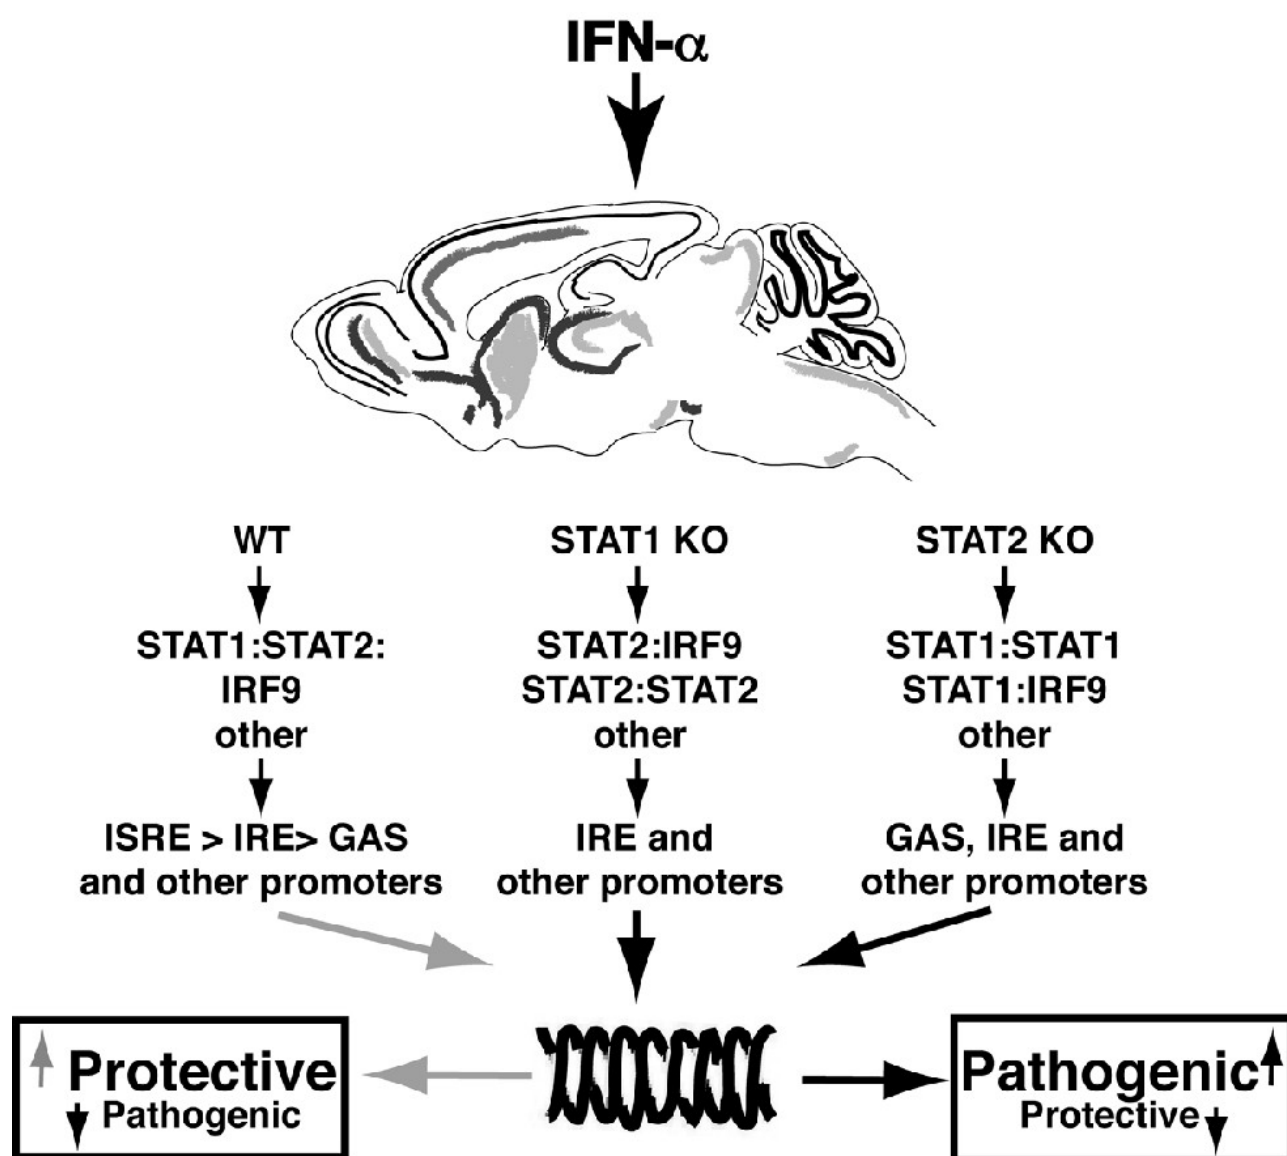 IFN-α
WT
STAT1:STAT2:
IRF9
other
ISRE > IRE> GAS
and other promoters
STAT1 KO
STAT2:IRF9
STAT2:STAT2
other
IRE and
other promoters
STAT2 KO
STAT1:STAT1
STAT1:IRF9
other
GAS, IRE and
other promoters
Protective
Pathogenic
Pathogenic
Protective